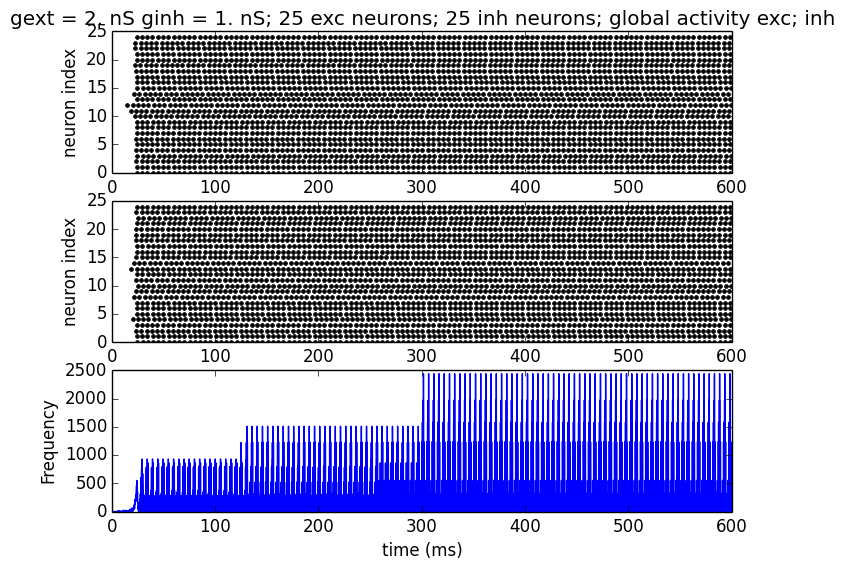 gext = 2. nS ginh = 1. nS; 25 exc neurons; 25 inh neurons; global activity exc; inh
25
20
15
10
5
0
neuron index
0 100 200 300 400 500 600
25
20
15
10
5
0
neuron index
0 100 200 300 400 500 600
2500
2000
1500
1000
500
0
Frequency
0 100 200 300 400 500 600
time (ms)